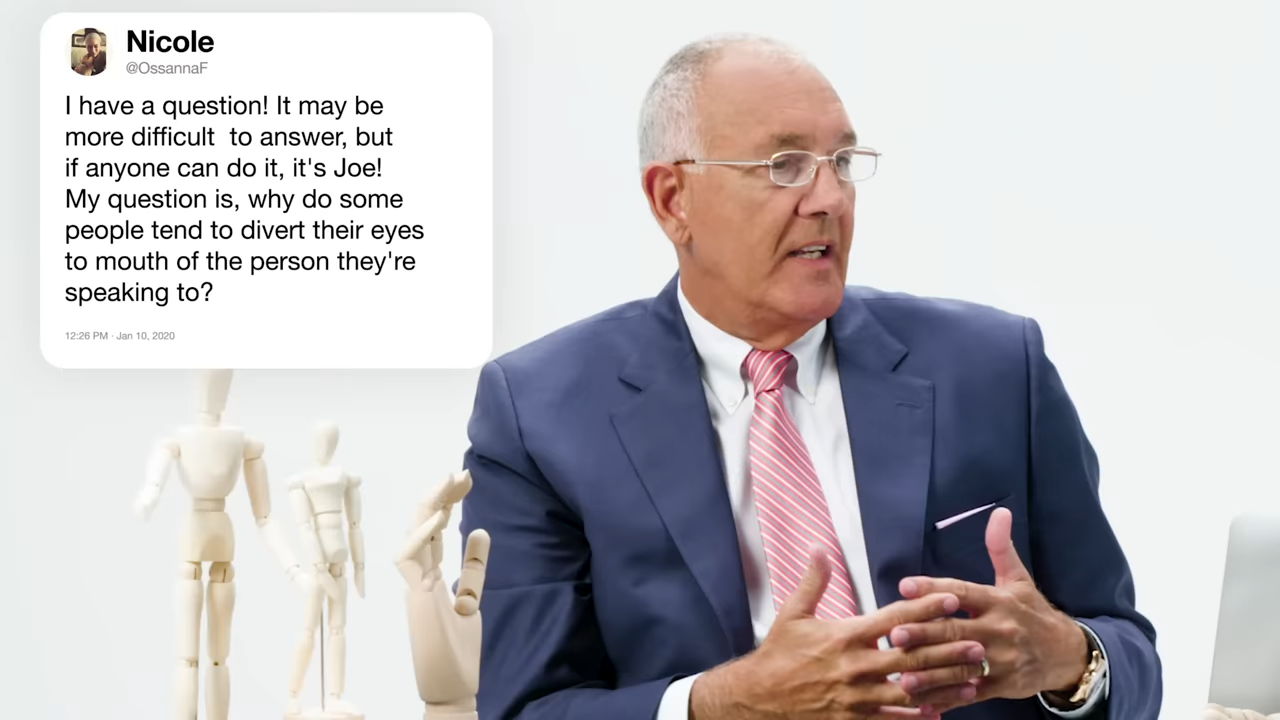 Nicole
@OssannaF
I have a question! It may be
more difficult  to answer, but
if anyone can do it, it's Joe!
My question is, why do some
people tend to divert their eyes
to mouth of the person they're
speaking to?
12:26 PM · Jan 10, 2020